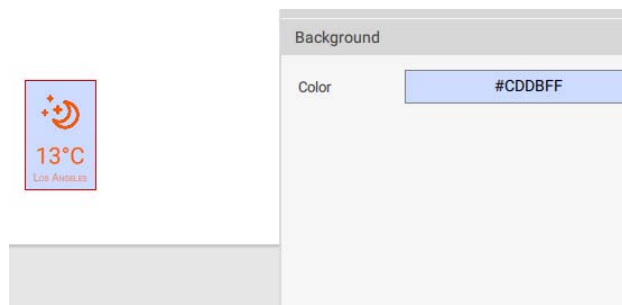 Background
Color
#CDDBFF
13°C
Los Angeles